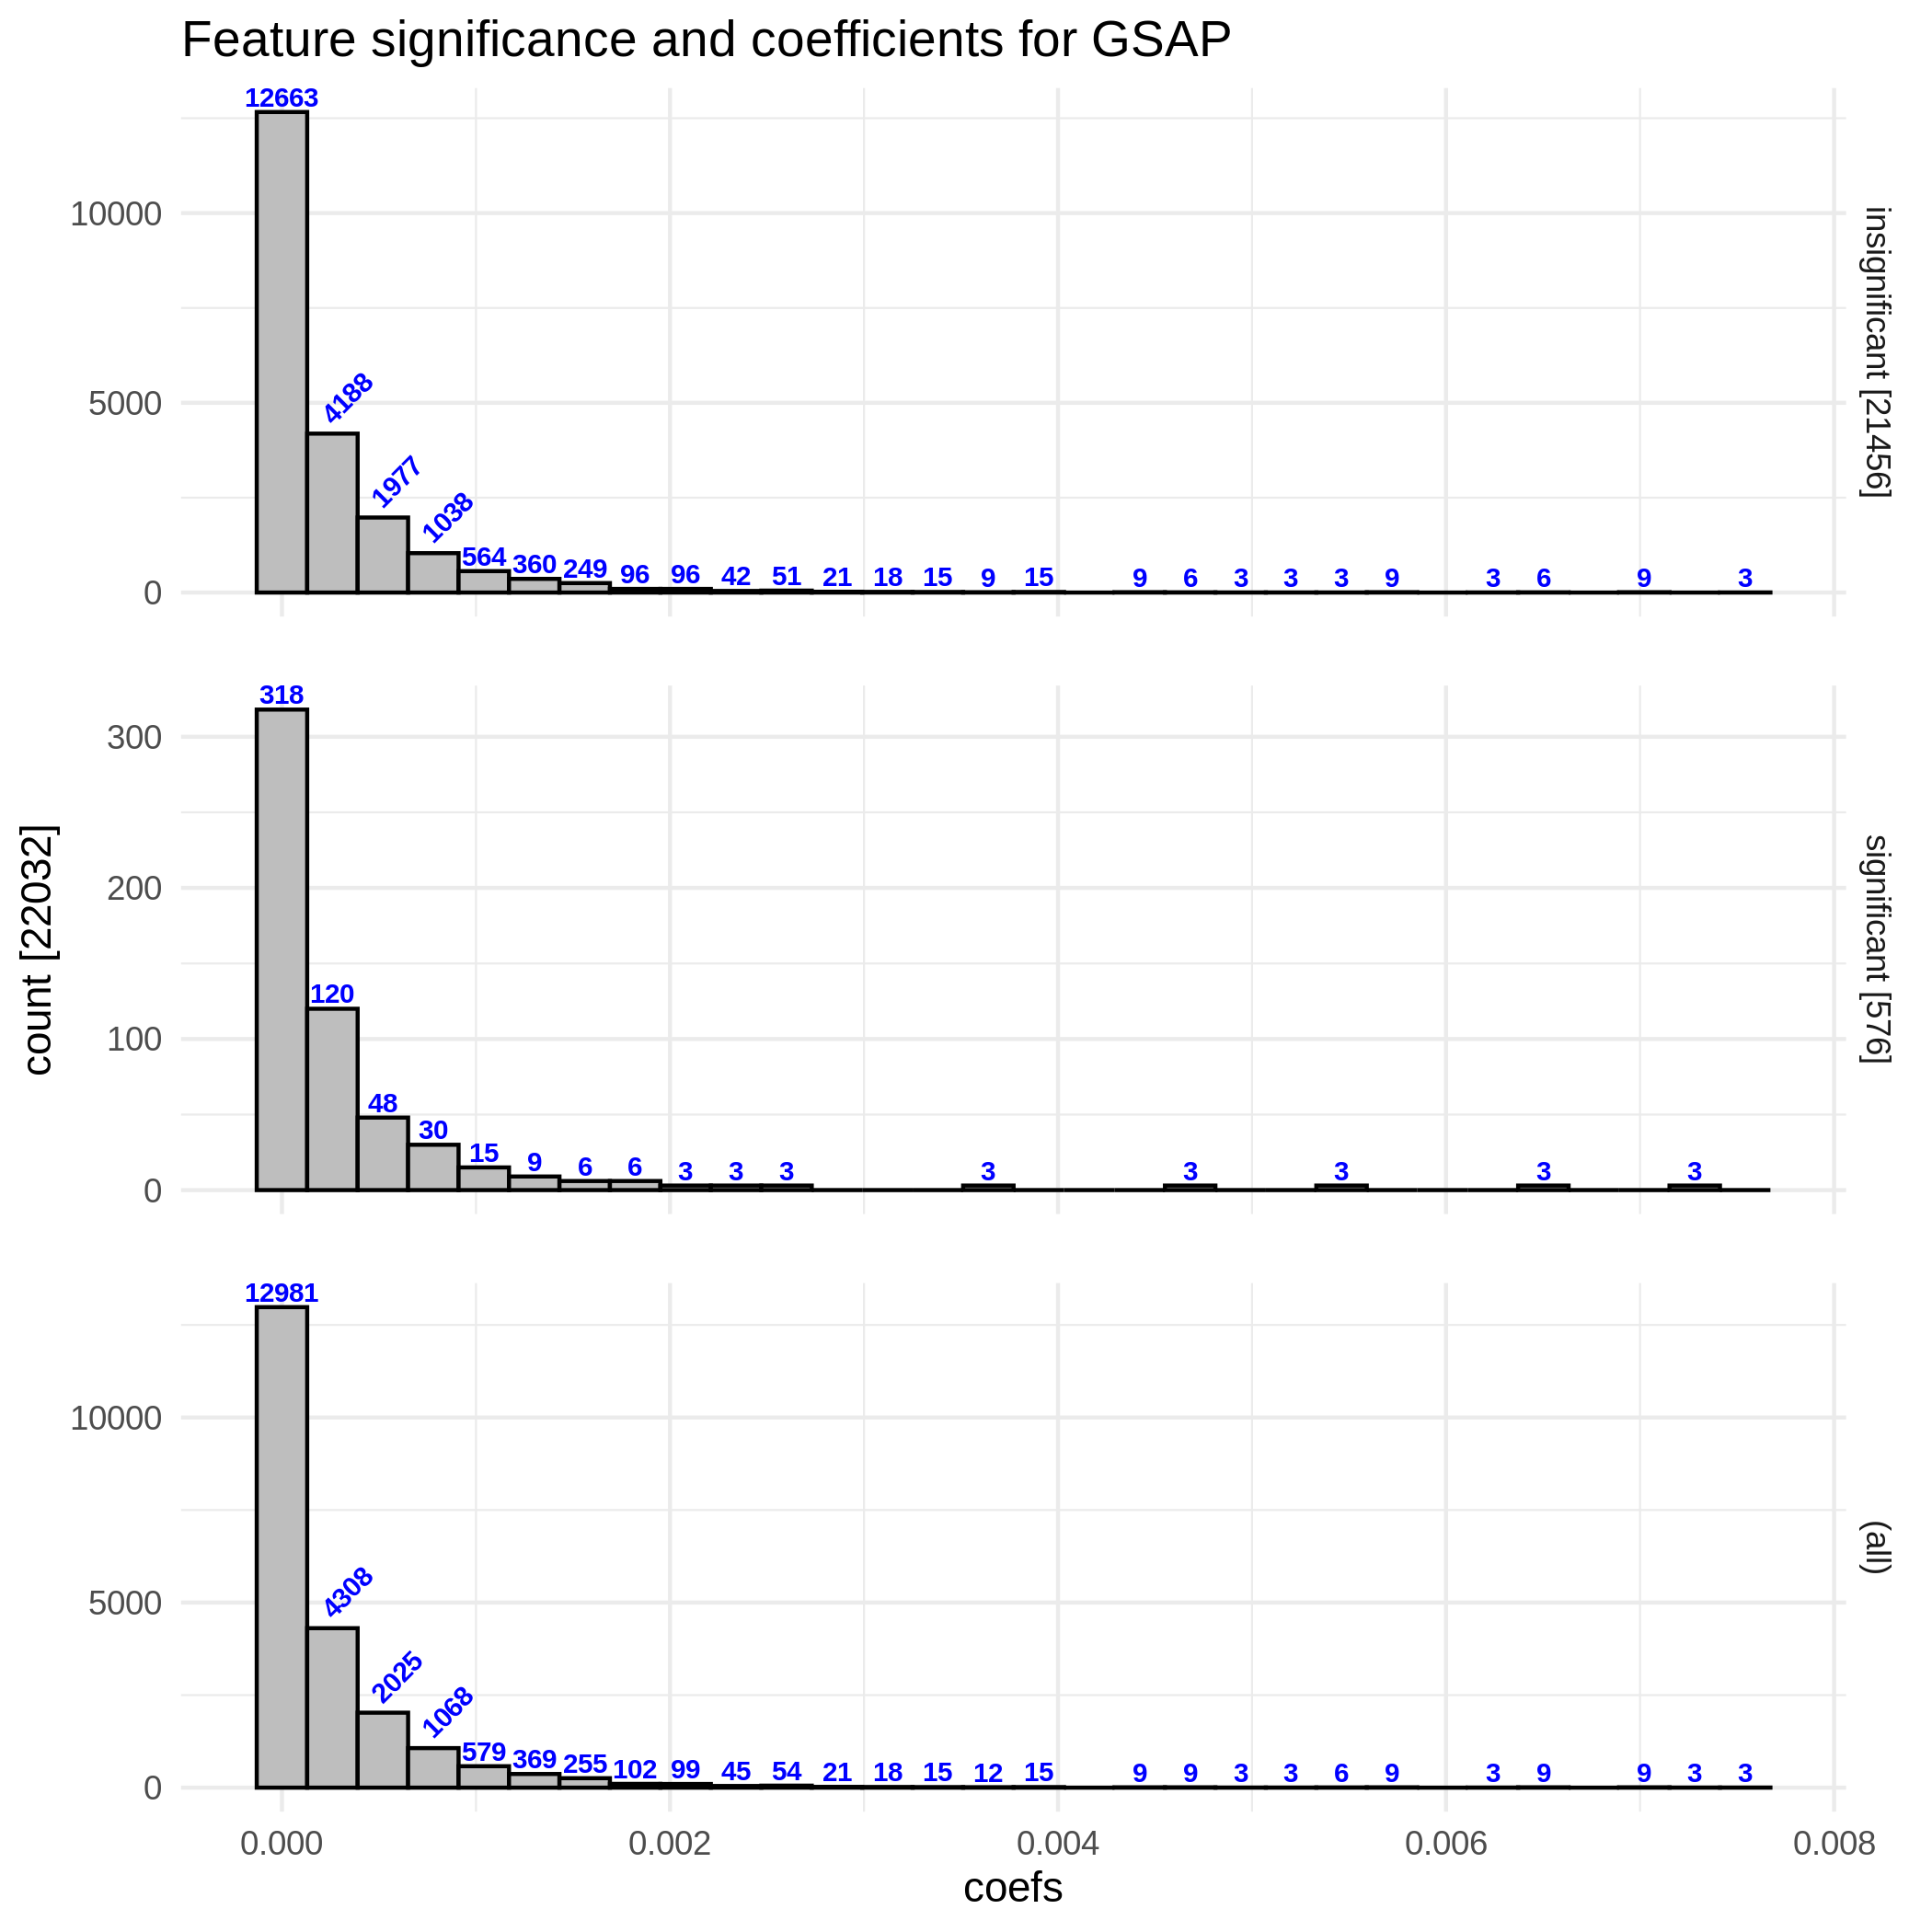 Feature significance and coefficients for GSAP
12663
4188
1977
1038
564 360 249 96 96 42 51 21 18 15 9 15 9 6 3 3 3 9 3 6 9 3
10000
5000
0
insignificant [21456]
318
120
48
30
15 9 6 6 3 3 3 3 3 3 3 3
300
200
100
0
significant [576]
count [22032]
12981
4308
2025
1068
579 369 255 102 99 45 54 21 18 15 12 15 9 9 3 3 6 9 3 9 9 3 3
10000
5000
0
(all)
0.000 0.002 0.004 0.006 0.008
coefs